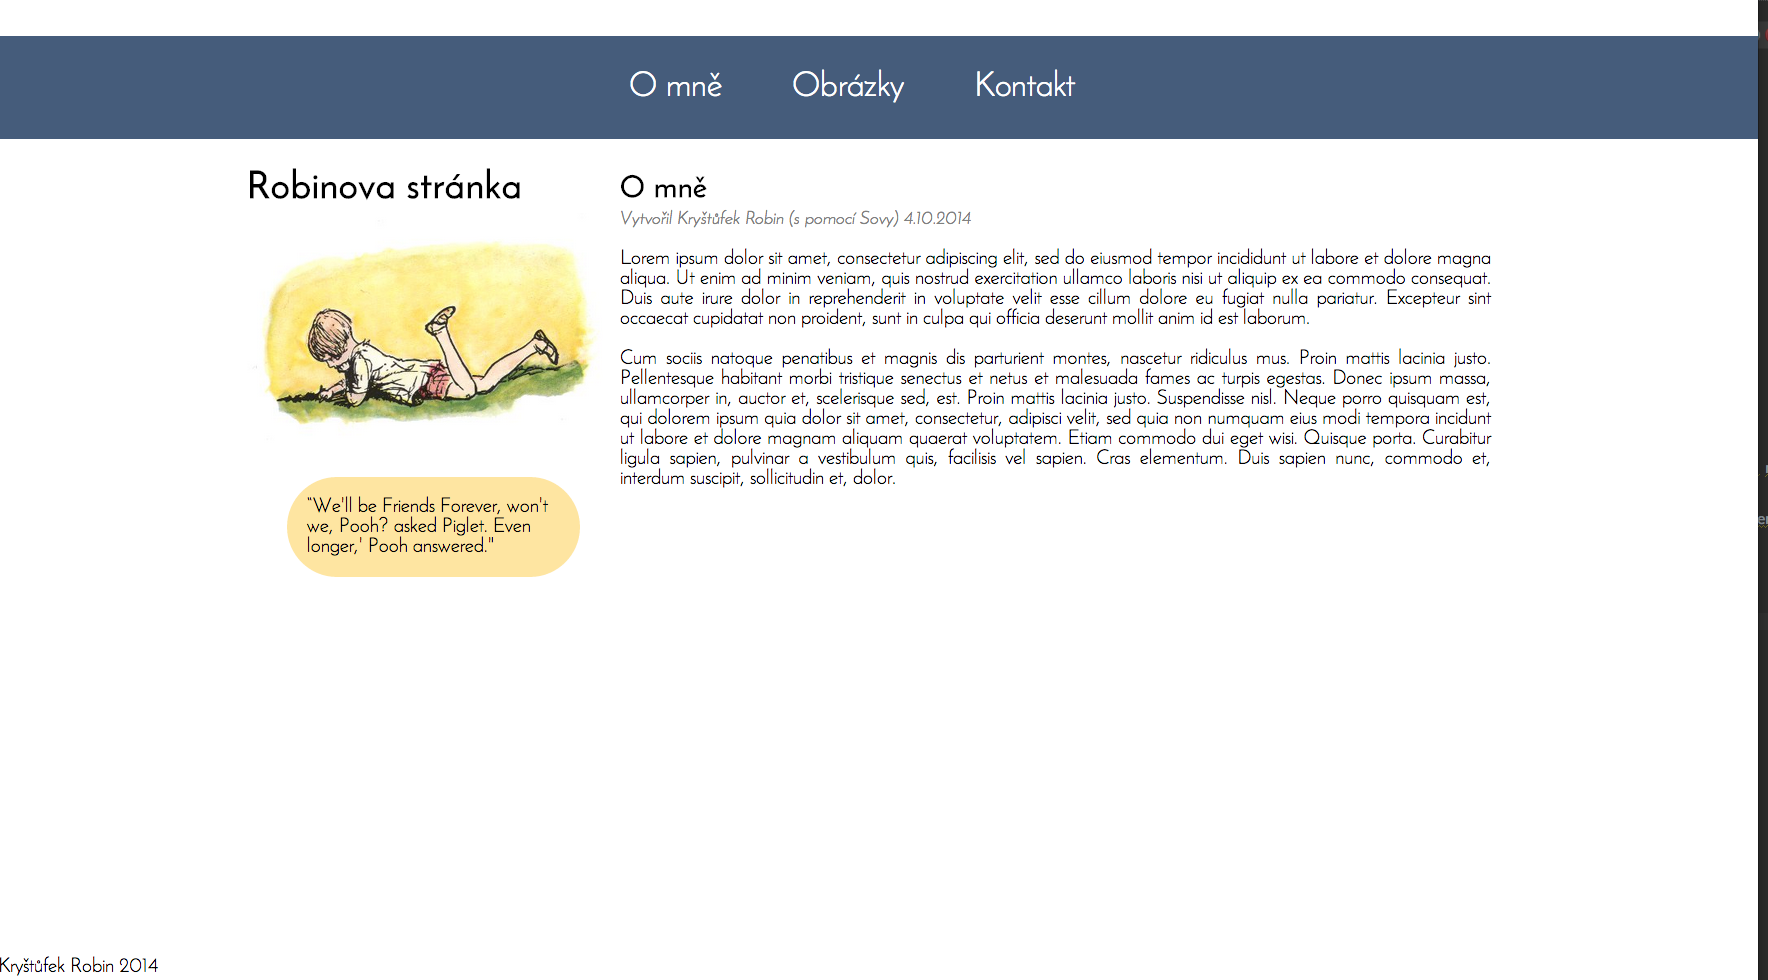 O mně Obrázky Kontakt
Robinova stránka
"We'll be Friends Forever, won't
we, Pooh? asked Piglet. Even
longer,' Pooh answered."
O mně
Vytvořil Kryštůfek Robin (s pomocí Sovy) 4.10.2014
Lorem ipsum dolor sit amet, consectetur adipiscing elit, sed do eiusmod tempor incididunt ut labore et dolore magna
aliqua. Ut enim ad minim veniam, quis nostrud exercitation ullamco laboris nisi ut aliquip ex ea commodo consequat.
Duis aute irure dolor in reprehenderit in voluptate velit esse cillum dolore eu fugiat nulla pariatur. Excepteur sint
occaecat cupidatat non proident, sunt in culpa qui officia deserunt mollit anim id est laborum.
Cum sociis natoque penatibus et magnis dis parturient montes, nascetur ridiculus mus. Proin mattis lacinia justo.
Pellentesque habitant morbi tristique senectus et netus et malesuada fames ac turpis egestas. Donec ipsum massa,
ullamcorper in, auctor et, scelerisque sed, est. Proin mattis lacinia justo. Suspendisse nisl. Neque porro quisquam est,
qui dolorem ipsum quia dolor sit amet, consectetur, adipisci velit, sed quia non numquam eius modi tempora incidunt
ut labore et dolore magnam aliquam quaerat voluptatem. Etiam commodo dui eget wisi. Quisque porta. Curabitur
ligula sapien, pulvinar a vestibulum quis, facilisis vel sapien. Cras elementum. Duis sapien nunc, commodo et,
interdum suscipit, sollicitudin et, dolor.
Kryštůfek Robin 2014